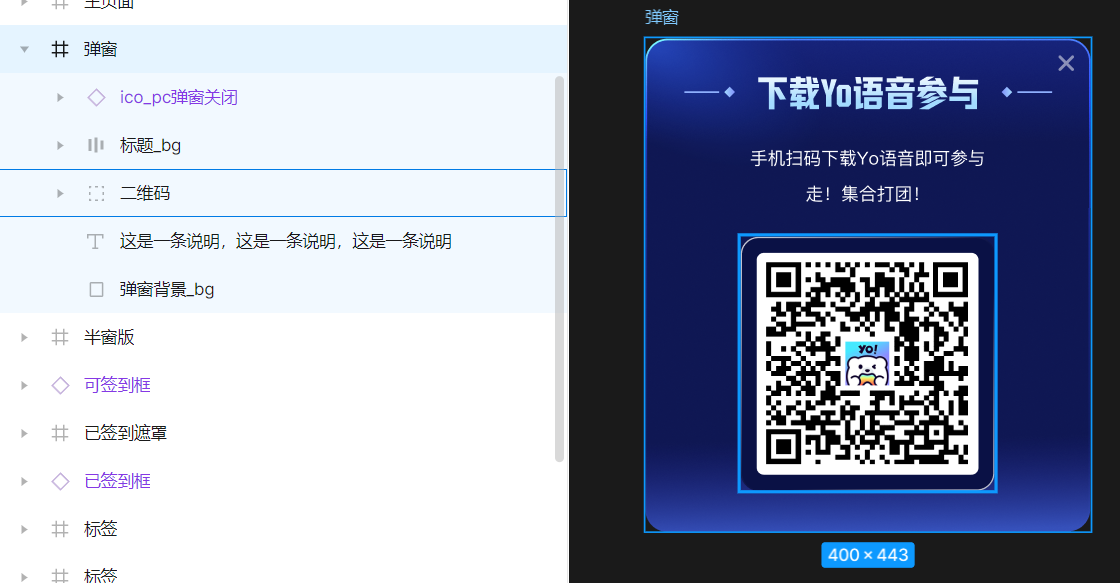 主页面
弹窗
ico_pc弹窗关闭
标题_bg
二维码
这是一条说明，这是一条说明，这是一条说明
弹窗背景_bg
半窗版
可签到框
已签到遮罩
已签到框
标签
标签
弹窗
下载Yo语音参与
手机扫码下载Yo语音即可参与
走！集合打团！
YO!
400 × 443